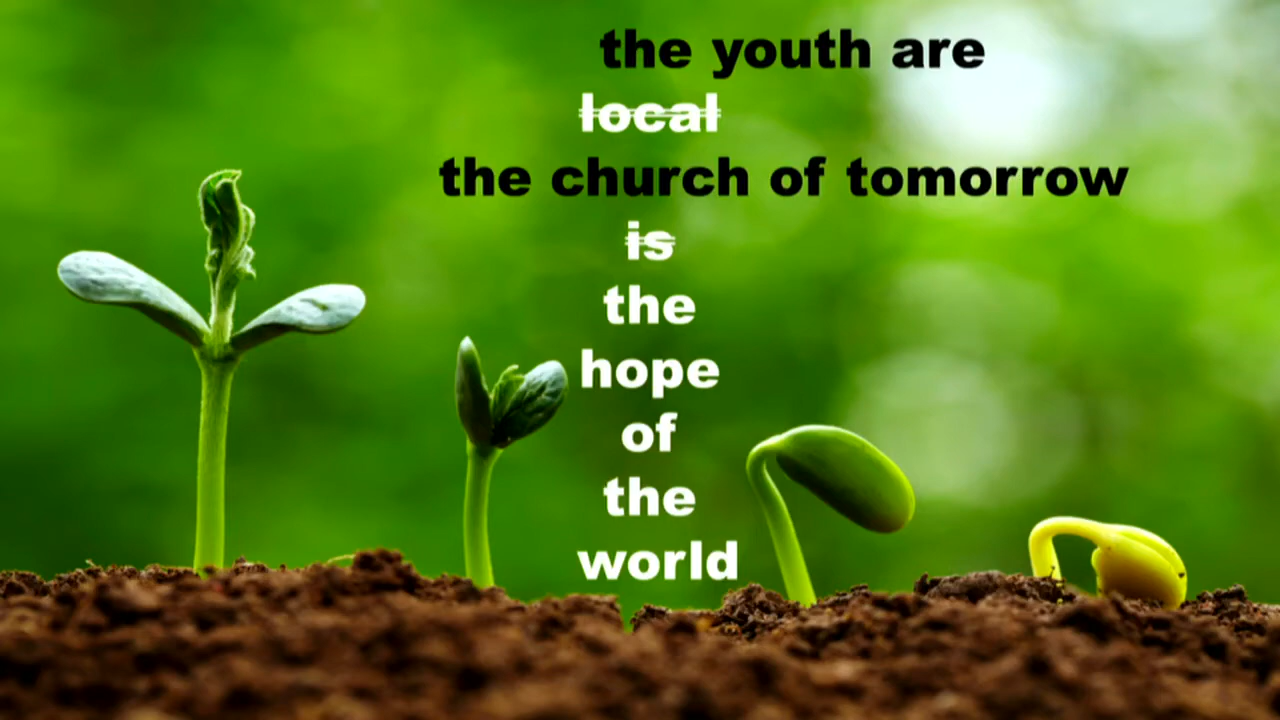 the youth are
local
the church of tomorrow
is
the
hope
of
the
world